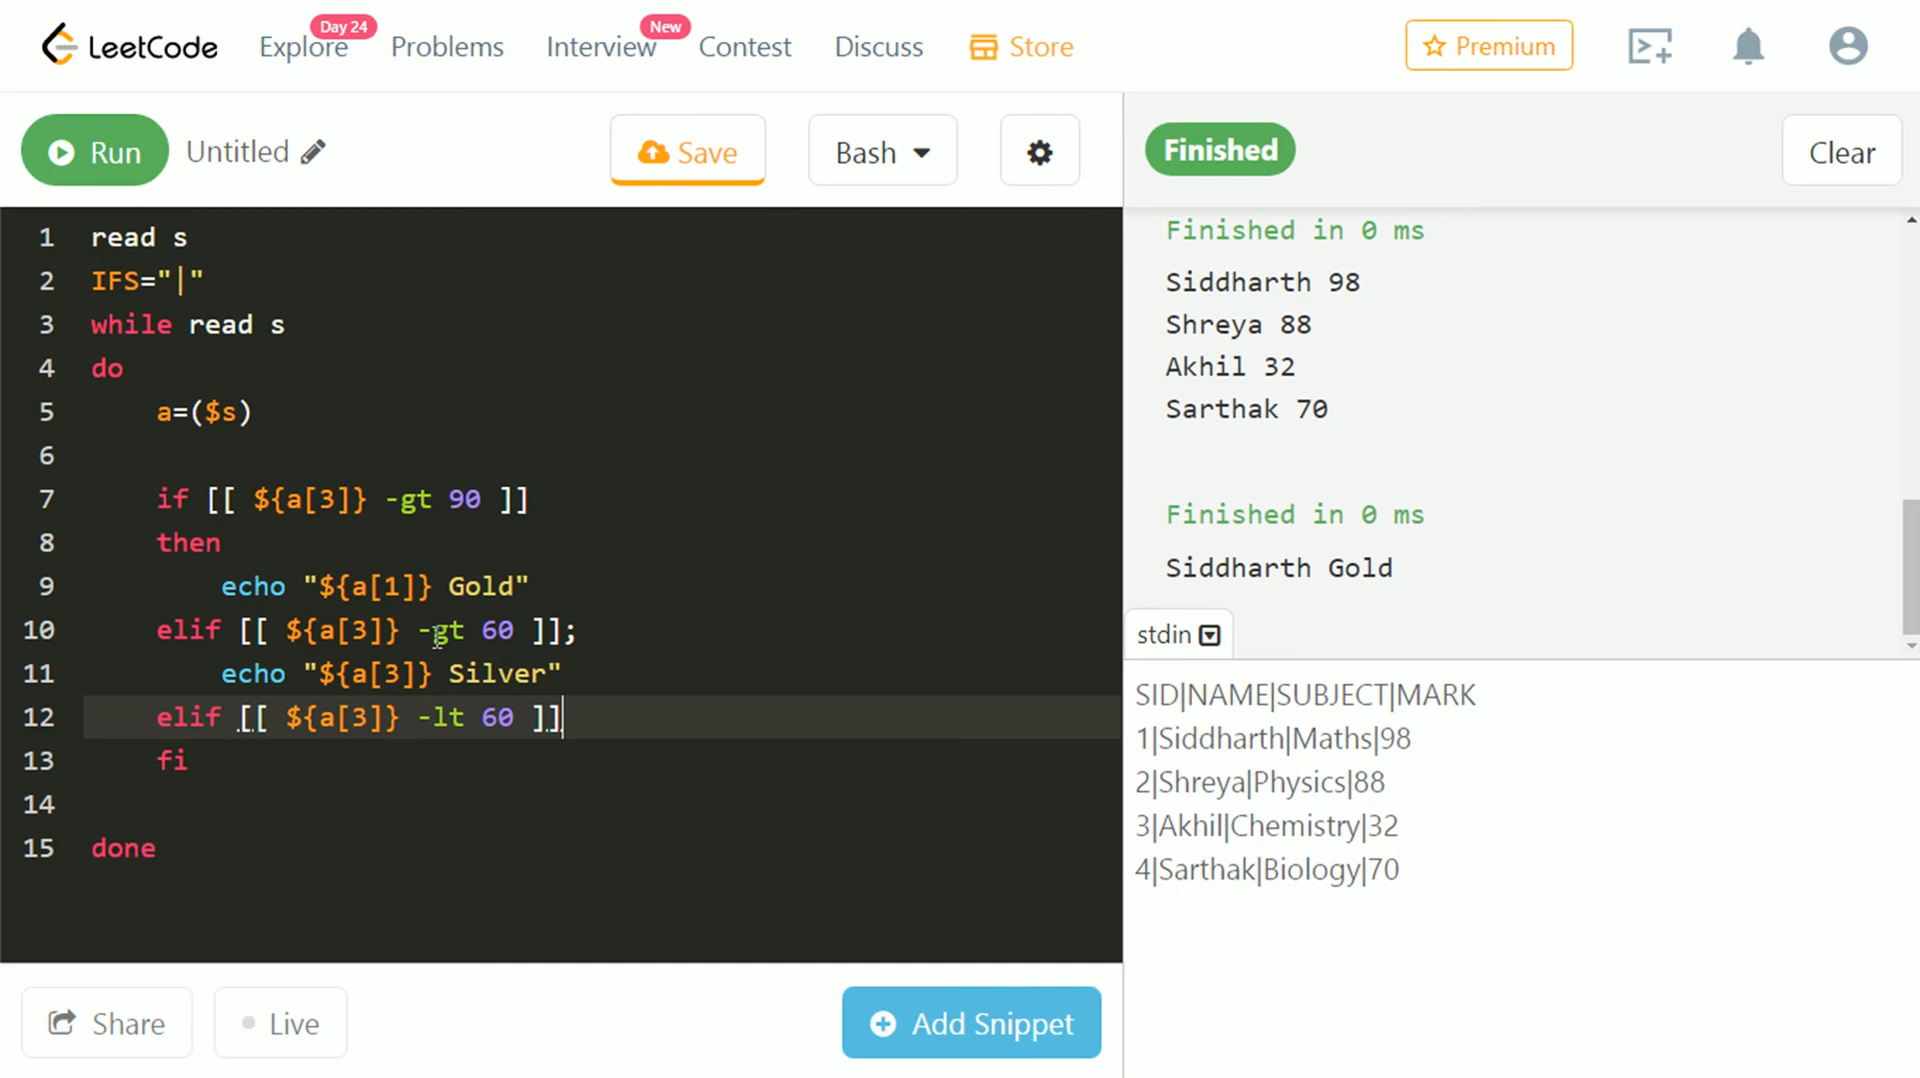 LeetCode Explore Day 24 Problems Interview New Contest Discuss Store Premium
Run Untitled Save Bash Finished Clear
1 read s
2 IFS="|"
3 while read s
4 do
5 a=($s)
6
7 if [[ ${a[3]} -gt 90 ]]
8 then
9 echo "${a[1]} Gold"
10 elif [[ ${a[3]} -gt 60 ]];
11 echo "${a[3]} Silver"
12 elif [[ ${a[3]} -lt 60 ]]
13 fi
14
15 done
Finished in 0 ms
Siddharth 98
Shreya 88
Akhil 32
Sarthak 70
Finished in 0 ms
Siddharth Gold
stdin
SID|NAME|SUBJECT|MARK
1|Siddharth|Maths|98
2|Shreya|Physics|88
3|Akhil|Chemistry|32
4|Sarthak|Biology|70
Share Live Add Snippet